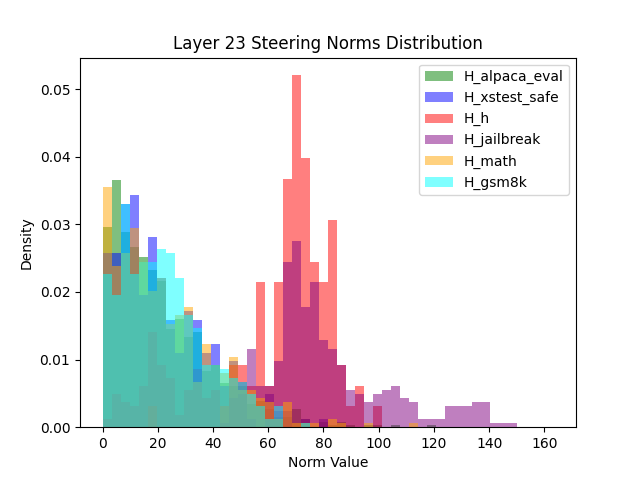 Layer 23 Steering Norms Distribution
H_alpaca_eval
H_xstest_safe
H_h
H_jailbreak
H_math
H_gsm8k
0.05
0.04
0.03
0.02
0.01
0.00
Density
0 20 40 60 80 100 120 140 160
Norm Value